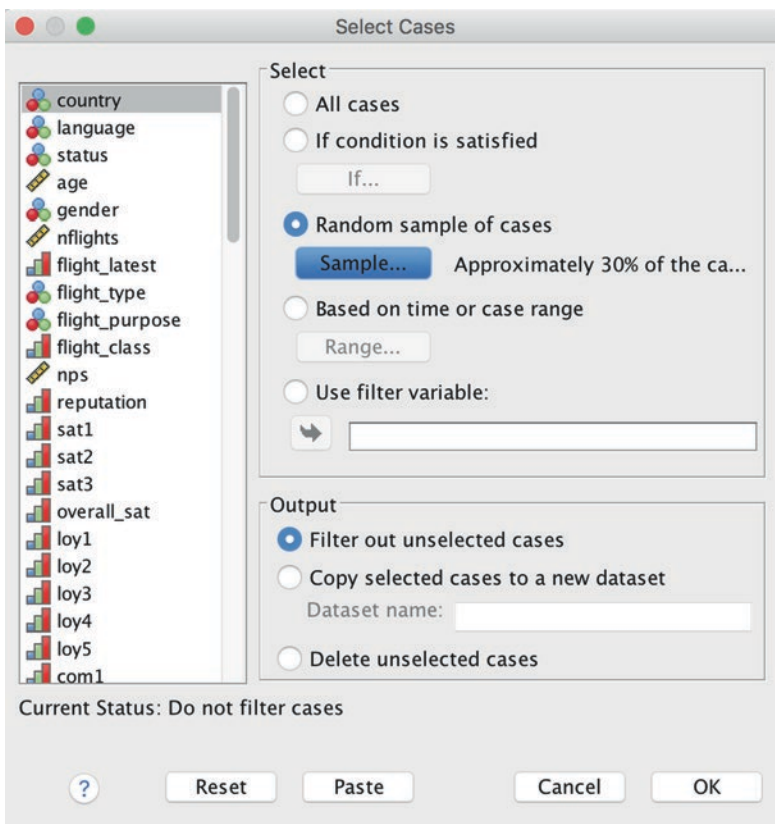 Select Cases
country
language
status
age
gender
nflights
flight_latest
flight_type
flight_purpose
flight_class
nps
reputation
sat1
sat2
sat3
overall_sat
loy1
loy2
loy3
loy4
loy5
com1
Select
All cases
If condition is satisfied
If...
Random sample of cases
Sample... Approximately 30% of the ca...
Based on time or case range
Range...
Use filter variable:
Output
Filter out unselected cases
Copy selected cases to a new dataset
Dataset name:
Delete unselected cases
Current Status: Do not filter cases
? Reset Paste Cancel OK